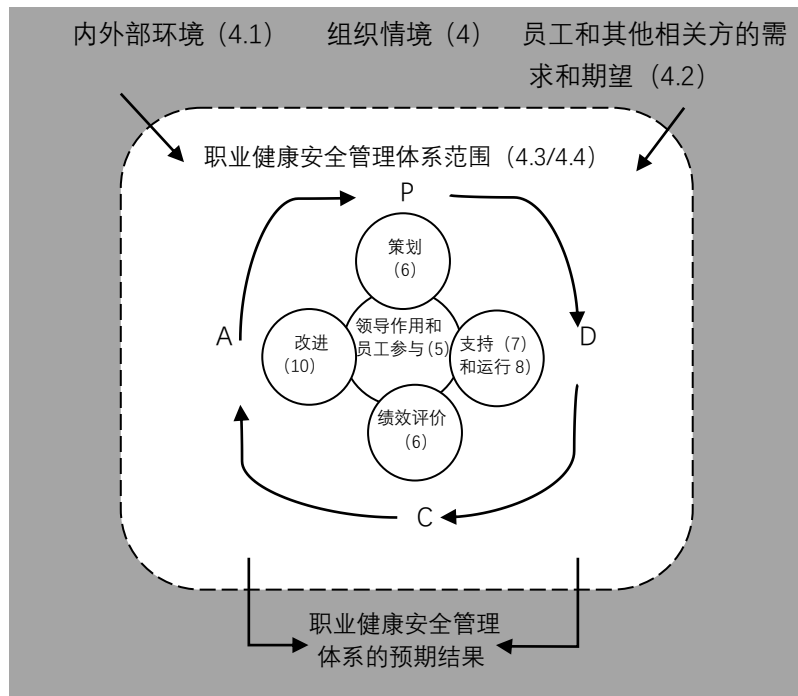 内外部环境（4.1） 组织情境（4） 员工和其他相关方的需
求和期望（4.2）
职业健康安全管理体系范围（4.3/4.4）
P
策划
（6）
A
改进
（10）
领导作用和
员工参与（5）
支持（7）
和运行 8）
D
绩效评价
（6）
C
职业健康安全管理
体系的预期结果